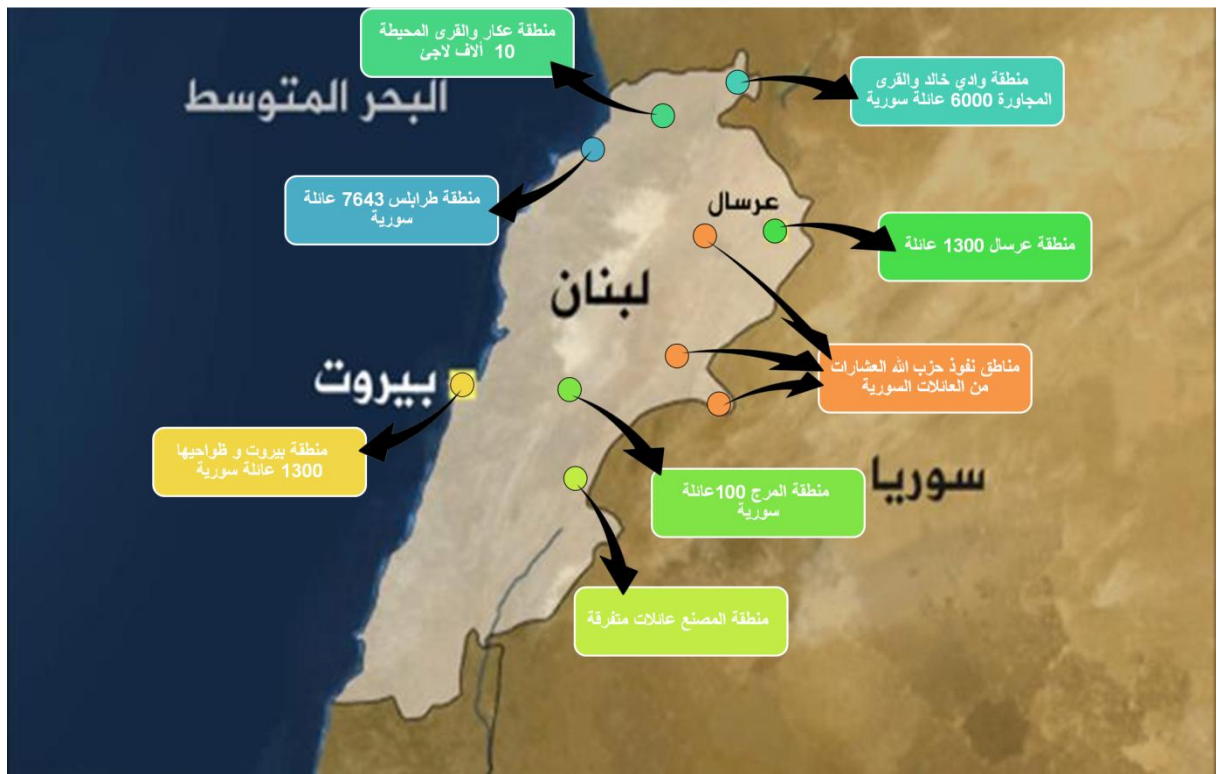 منطقة عكار والقرى المحيطة
10 ألاف لاجئ
منطقة وادي خالد والقرى
المجاورة 6000 عائلة سورية
البحر المتوسط
منطقة طرابلس 7643 عائلة
سورية
عرسال
منطقة عرسال 1300 عائلة
لبنان
مناطق نفوذ حزب الله العشارات
من العائلات السورية
بيروت
منطقة بيروت و ظواحيها
1300 عائلة سورية
سوريا
منطقة المرج 100عائلة
سورية
منطقة المصنع عائلات متفرقة